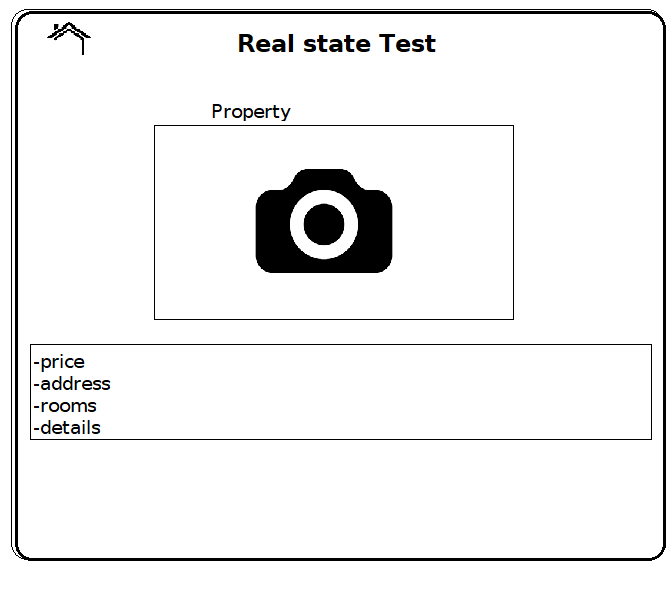 Real state Test
Property
-price
-address
-rooms
-details